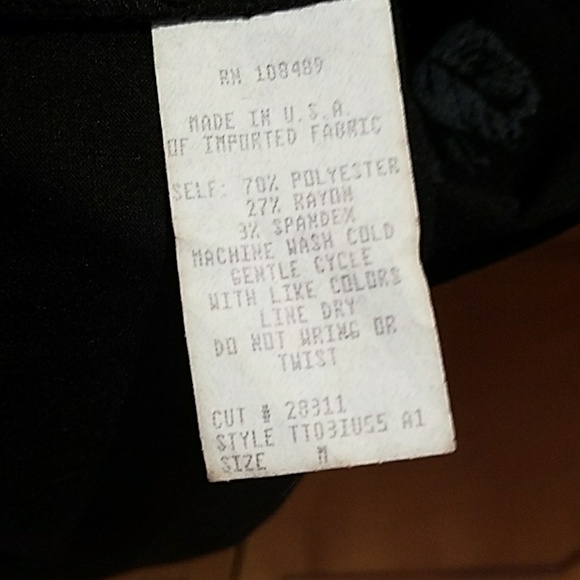 RN 108489
MADE IN U.S.A.
OF IMPORTED FABRIC
SELF: 70% POLYESTER
27% RAYON
3% SPANDEX
MACHINE WASH COLD
GENTLE CYCLE
WITH LIKE COLORS
LINE DRY
DO NOT WRING OR
TWIST
CUT # 28311
STYLE TT03IU55 A1
SIZE M